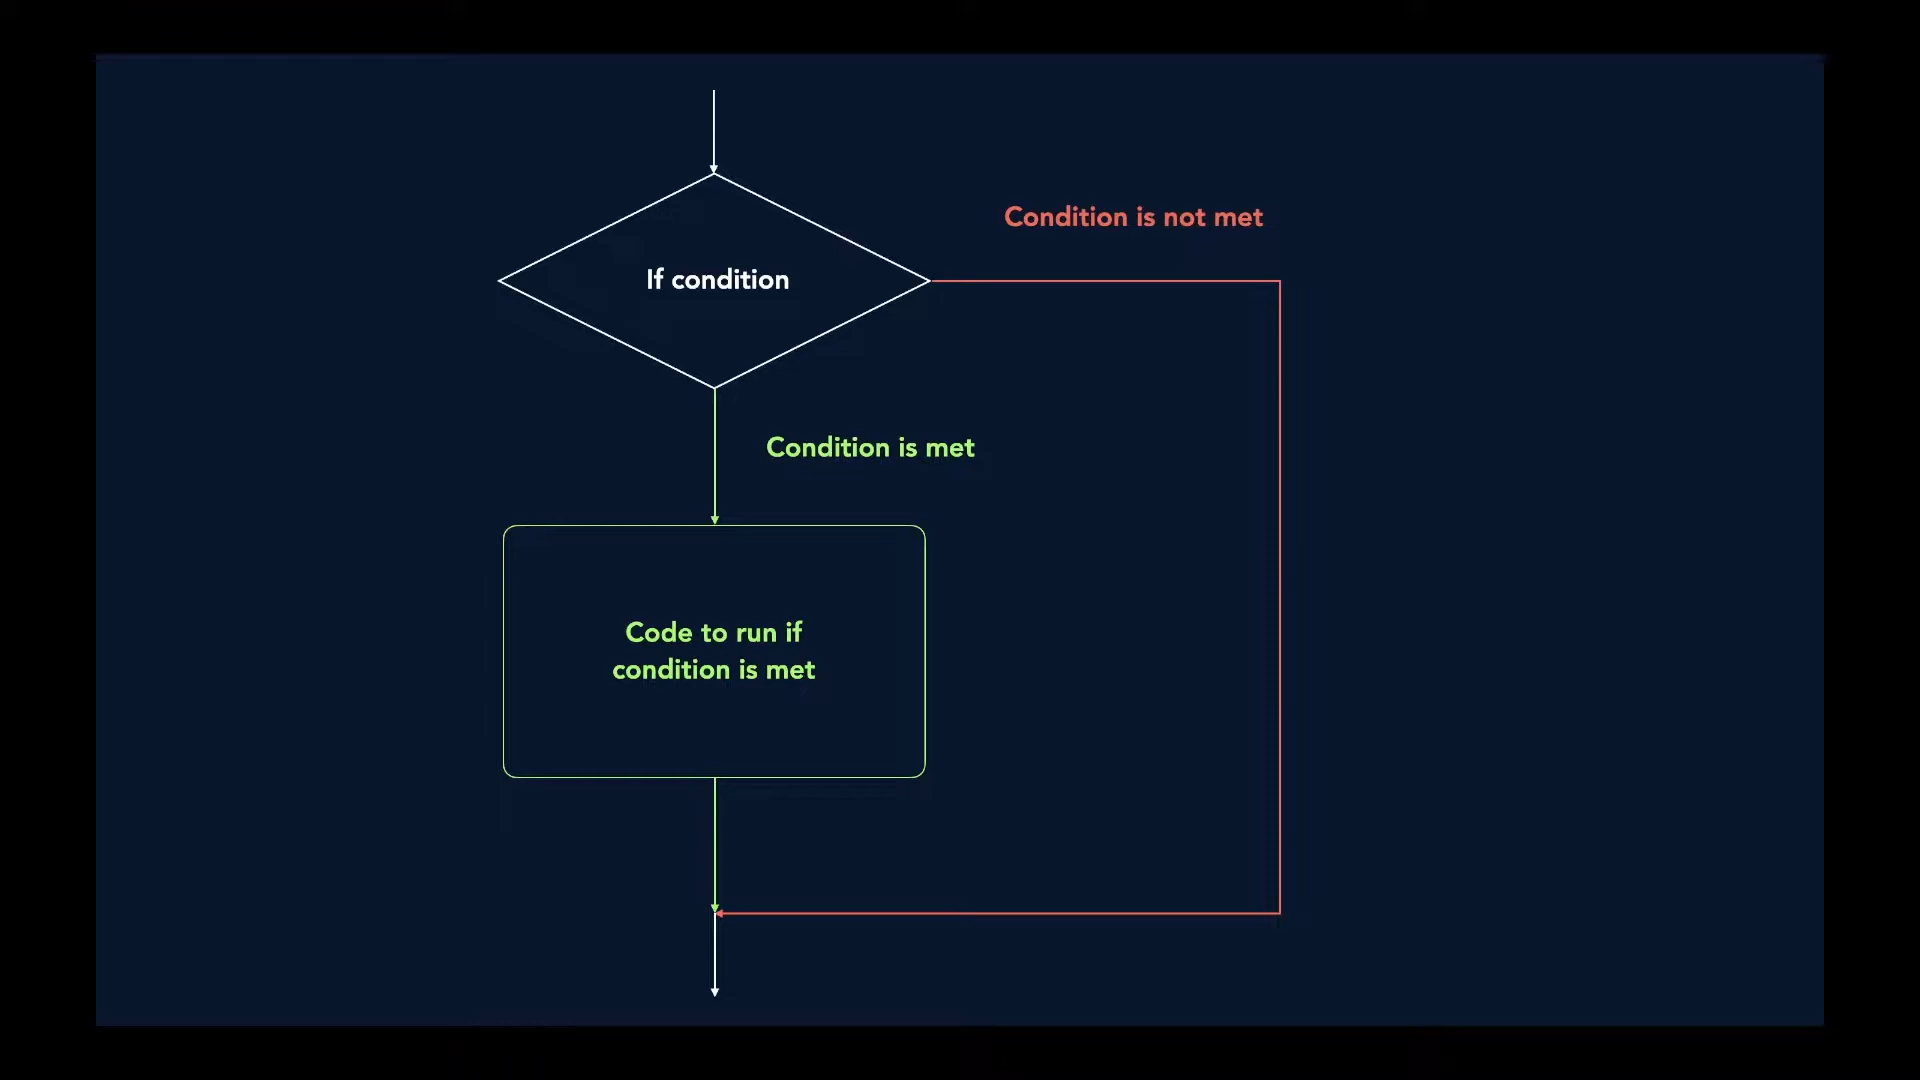 Condition is not met
If condition
Condition is met
Code to run if
condition is met